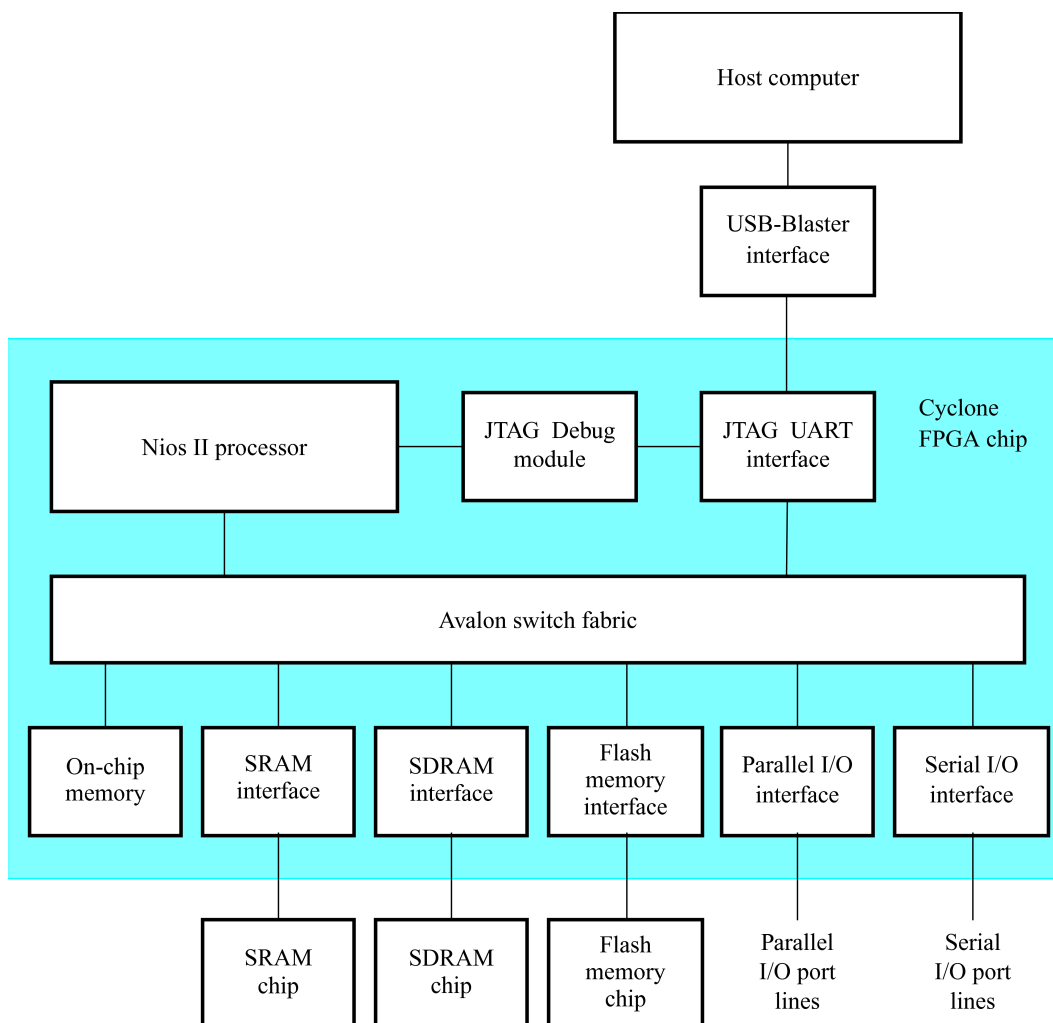 Host computer
USB-Blaster
interface
Cyclone
FPGA chip
Nios II processor
JTAG Debug
module
JTAG UART
interface
Avalon switch fabric
On-chip
memory
SRAM
interface
SDRAM
interface
Flash
memory
interface
Parallel I/O
interface
Serial I/O
interface
SRAM
chip
SDRAM
chip
Flash
memory
chip
Parallel
I/O port
lines
Serial
I/O port
lines